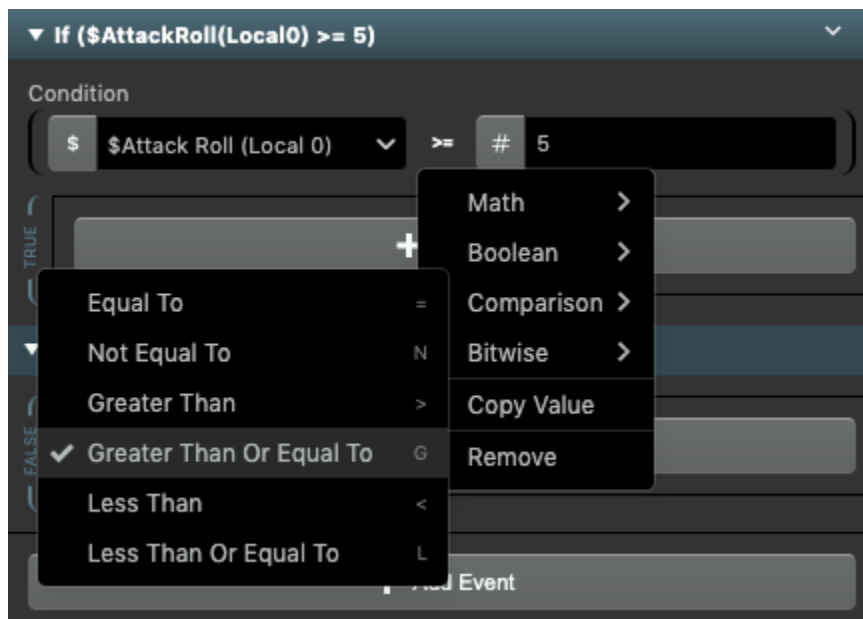 ▼ If ($AttackRoll(Local0) >= 5)
Condition
$ $Attack Roll (Local 0) >= # 5
TRUE
+
Math
Boolean
Comparison
Bitwise
Copy Value
Remove
Equal To =
Not Equal To N
Greater Than >
Greater Than Or Equal To G
Less Than <
Less Than Or Equal To L
FALSE
Add Event